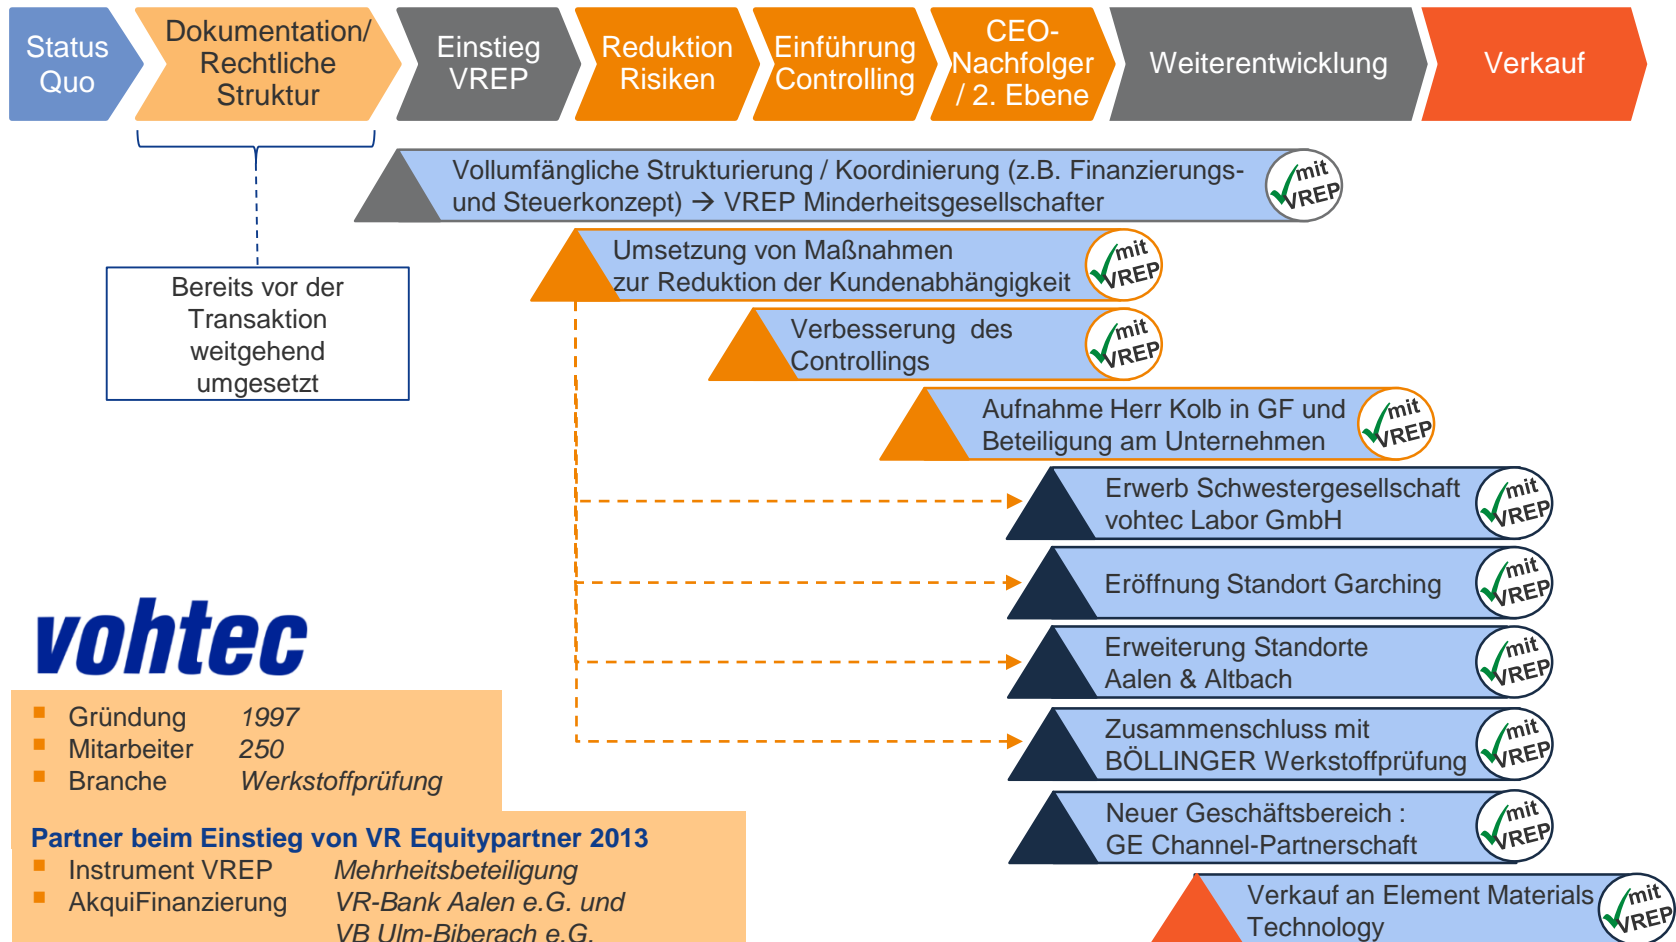 Status
Quo
Dokumentation/
Rechtliche
Struktur
Einstieg
VREP
Reduktion
Risiken
Einführung
Controlling
CEO-
Nachfolger
/ 2. Ebene
Weiterentwicklung
Verkauf
Bereits vor der
Transaktion
weitgehend
umgesetzt
Vollumfängliche Strukturierung / Koordinierung (z.B. Finanzierungs-
und Steuerkonzept) → VREP Minderheitsgesellschafter
mit
VREP
Umsetzung von Maßnahmen
zur Reduktion der Kundenabhängigkeit
mit
VREP
Verbesserung des
Controllings
mit
VREP
Aufnahme Herr Kolb in GF und
Beteiligung am Unternehmen
mit
VREP
Erwerb Schwestergesellschaft
vohtec Labor GmbH
mit
VREP
Eröffnung Standort Garching
mit
VREP
Erweiterung Standorte
Aalen & Altbach
mit
VREP
Zusammenschluss mit
BÖLLINGER Werkstoffprüfung
mit
VREP
Neuer Geschäftsbereich :
GE Channel-Partnerschaft
mit
VREP
Verkauf an Element Materials
Technology
mit
VREP
vohtec
Gründung 1997
Mitarbeiter 250
Branche Werkstoffprüfung
Partner beim Einstieg von VR Equitypartner 2013
Instrument VREP Mehrheitsbeteiligung
AkquiFinanzierung VR-Bank Aalen e.G. und
VB Ulm-Biberach e.G.